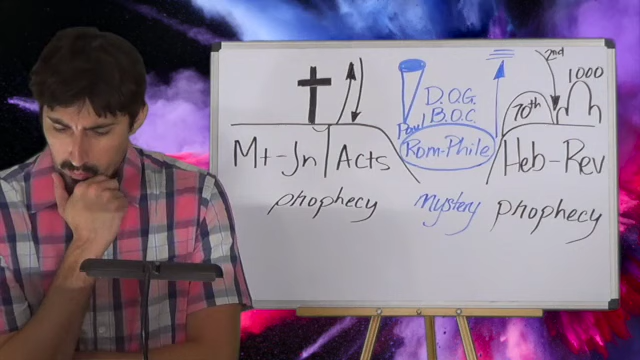 2nd
1000
D.O.G.
B.O.C.
70th
Paul
Mt-Jn Acts Rom-Phile Heb-Rev
prophecy mystery prophecy